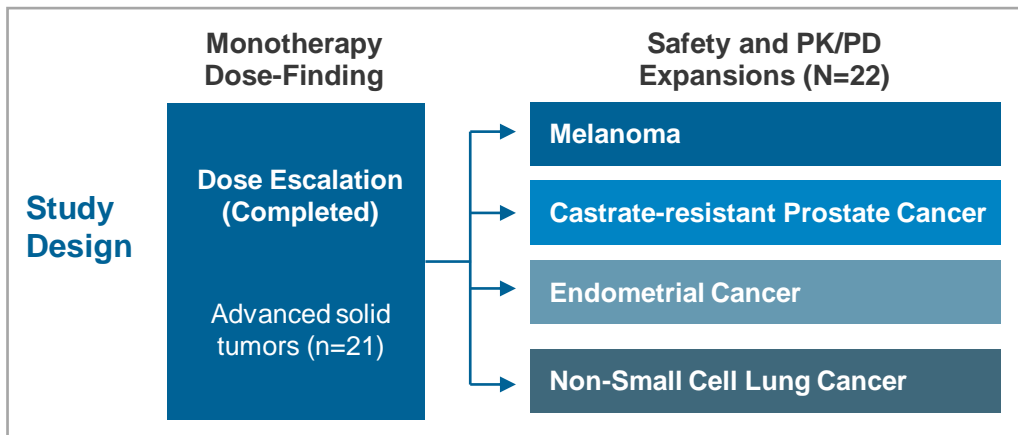 Monotherapy
Dose-Finding
Safety and PK/PD
Expansions (N=22)
Study
Design
Dose Escalation
(Completed)
Advanced solid
tumors (n=21)
Melanoma
Castrate-resistant Prostate Cancer
Endometrial Cancer
Non-Small Cell Lung Cancer